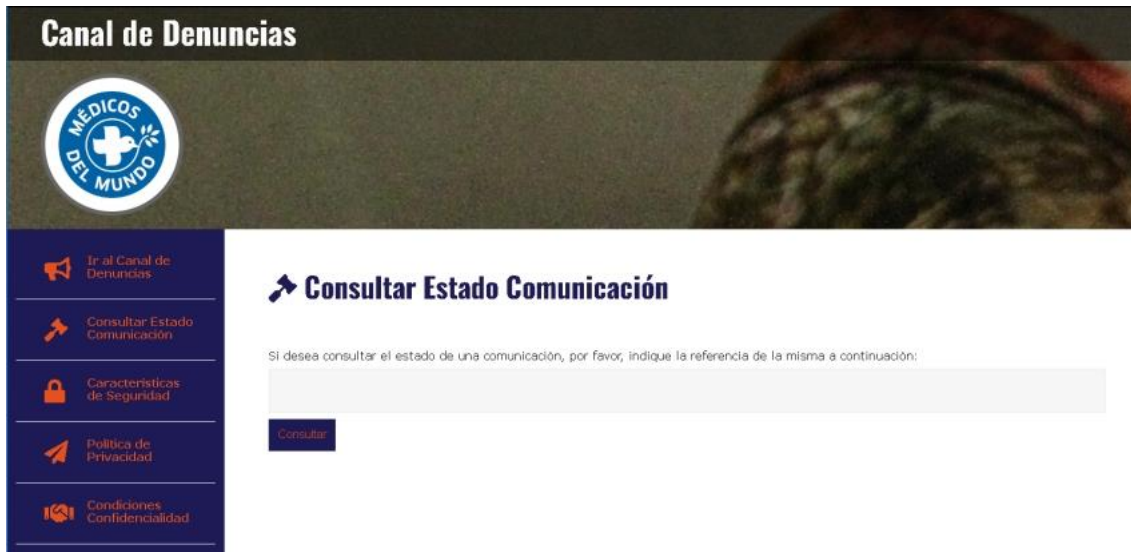 Canal de Denuncias
MÉDICOS
DEL MUNDO
Ir al Canal de
Denuncias
Consultar Estado
Comunicación
Características
de Seguridad
Política de
Privacidad
Condiciones
Confidencialidad
Consultar Estado Comunicación
Si desea consultar el estado de una comunicación, por favor, indique la referencia de la misma a continuación:
Consultar